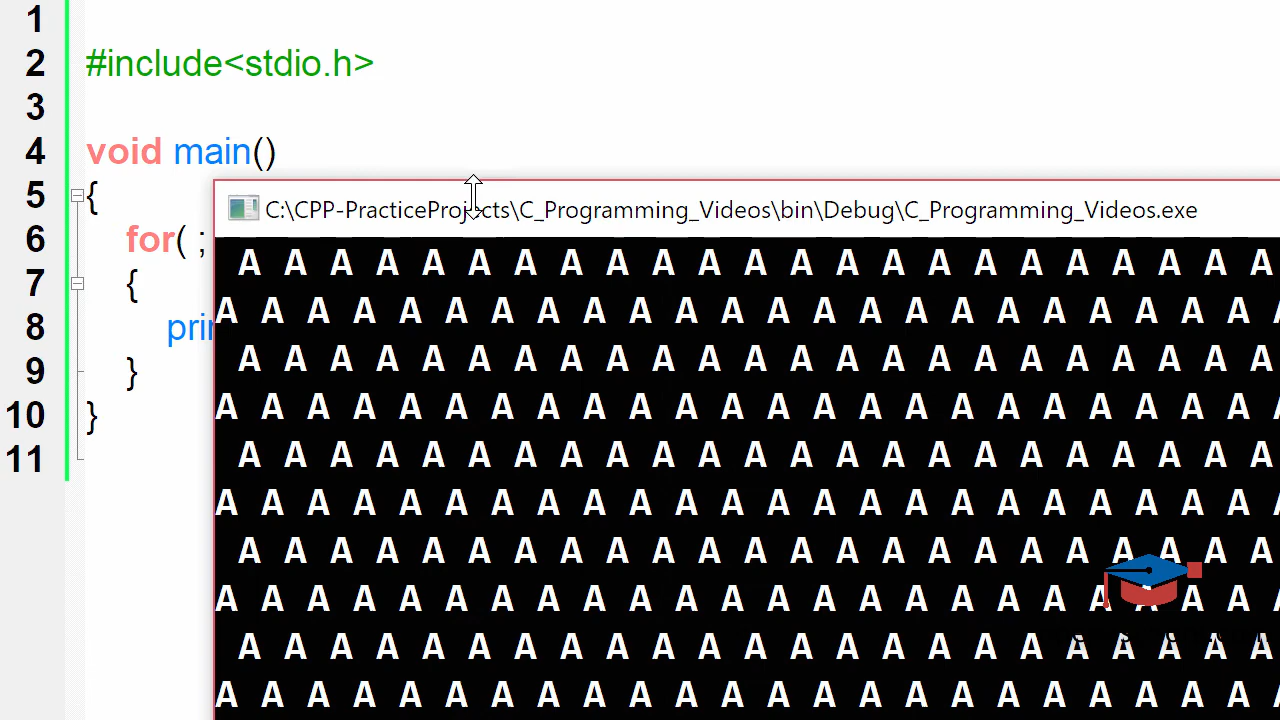 1
2 #include<stdio.h>
3
4 void main()
5 {
C:\CPP-PracticeProjects\C_Programming_Videos\bin\Debug\C_Programming_Videos.exe
6 for( ;
A A A A A A A A A A A A A A A A A A A A A A A
7 {
A A A A A A A A A A A A A A A A A A A A A A A A
8 prin
A A A A A A A A A A A A A A A A A A A A A A A
9 }
A A A A A A A A A A A A A A A A A A A A A A A A
10 }
A A A A A A A A A A A A A A A A A A A A A A A
11
A A A A A A A A A A A A A A A A A A A A A A A A
A A A A A A A A A A A A A A A A A A A A A A A
A A A A A A A A A A A A A A A A A A A A A A A A
A A A A A A A A A A A A A A A A A A A A A A A
A A A A A A A A A A A A A A A A A A A A A A A A